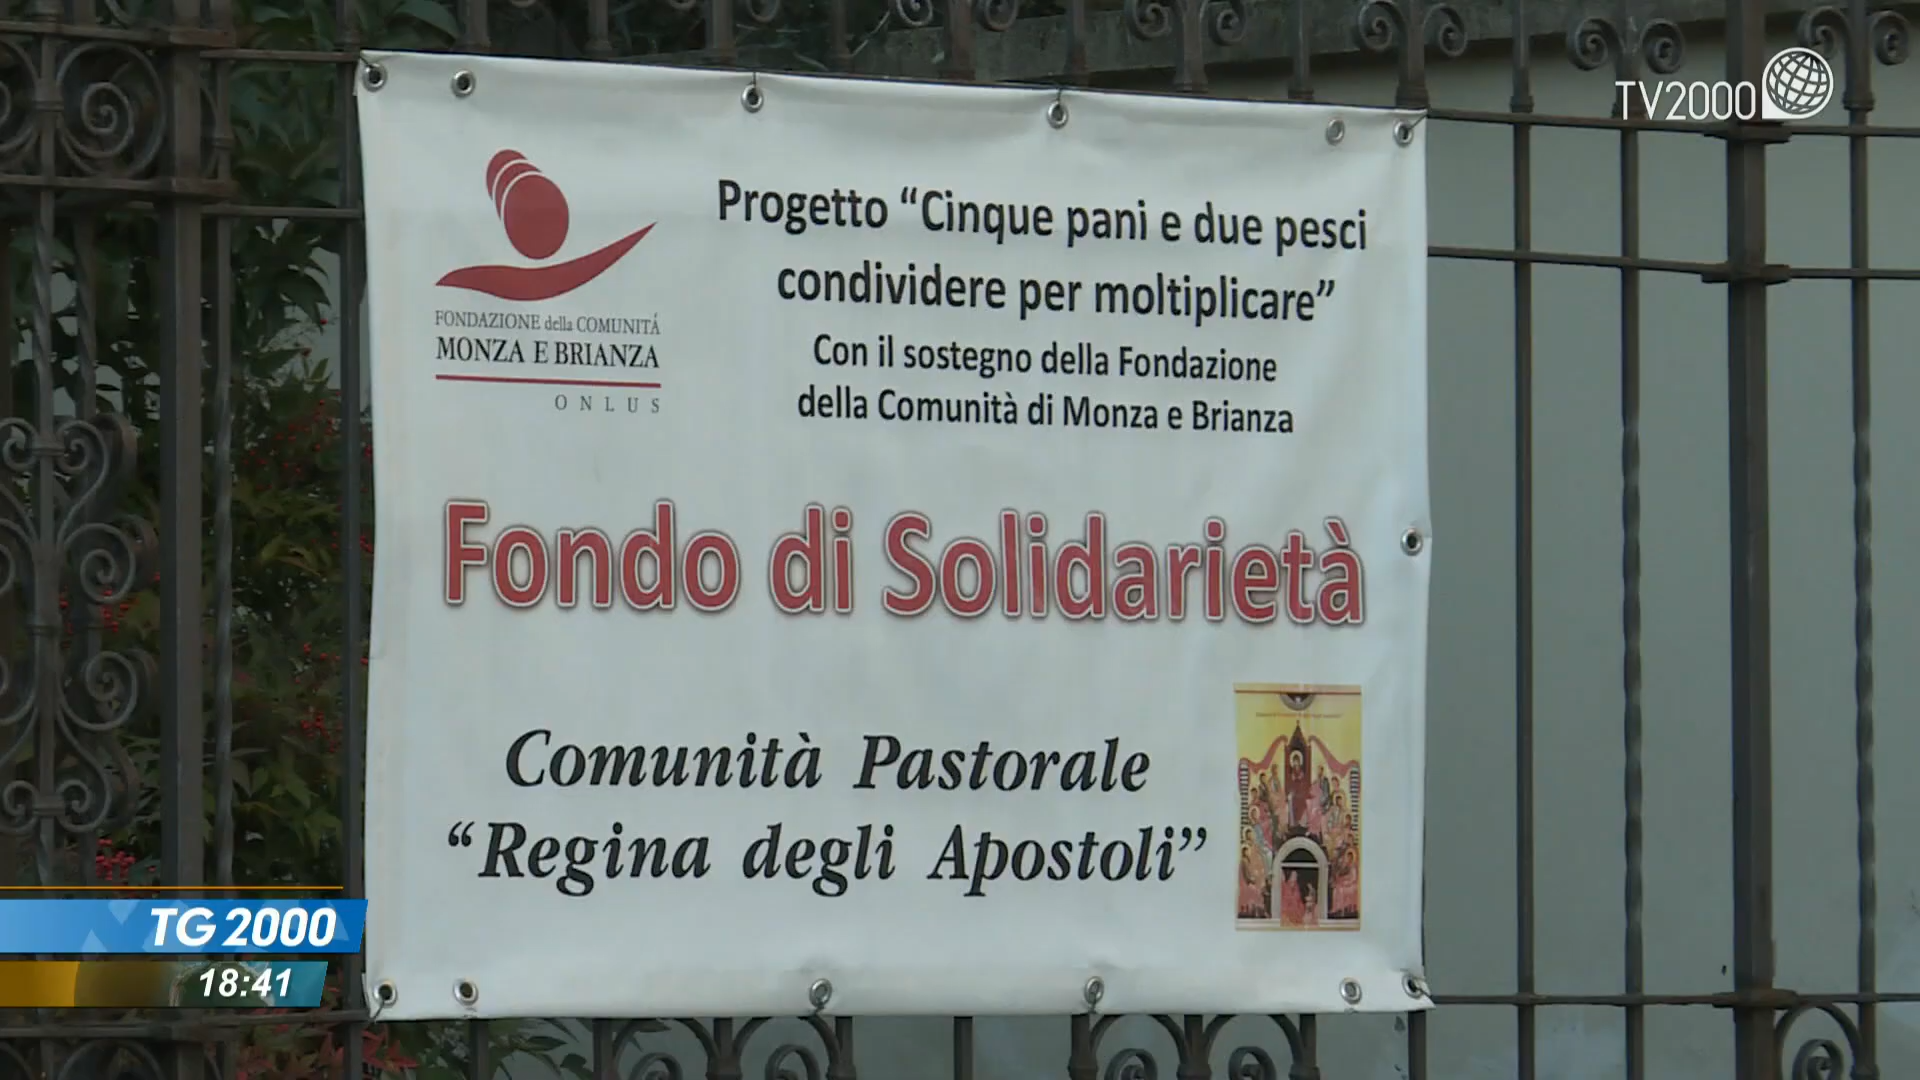 TV2000
Progetto “Cinque pani e due pesci
condividere per moltiplicare”
Con il sostegno della Fondazione
della Comunità di Monza e Brianza
FONDAZIONE della COMUNITÁ
MONZA E BRIANZA
ONLUS
Fondo di Solidarietà
Comunità Pastorale
“Regina degli Apostoli”
TG 2000
18:41